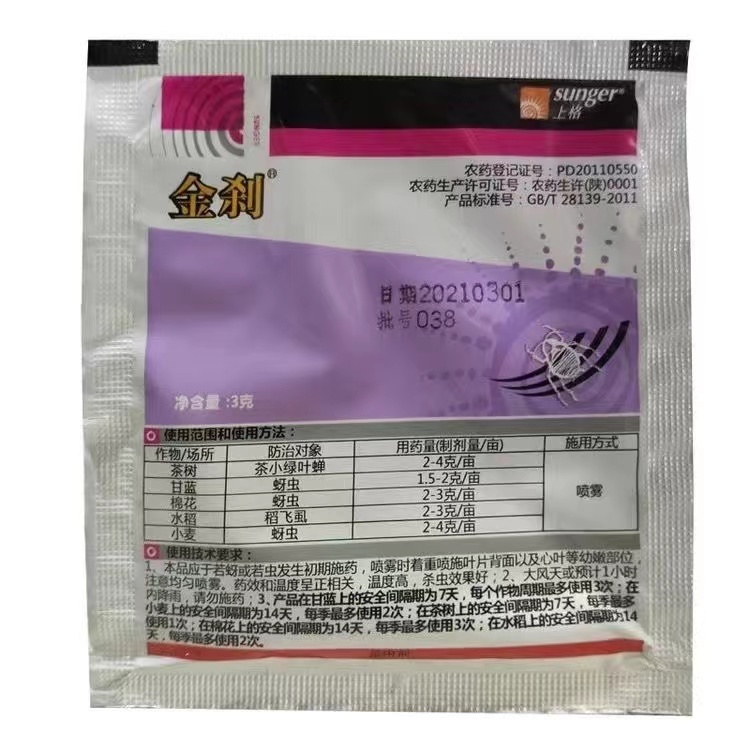 sunger®
上格
SUNGER
农药登记证号：PD20110550
农药生产许可证号：农药生许(陕)0001
产品标准号：GB/T 28139-2011
金刹®
日期20210301
批号038
净含量:3克
使用范围和使用方法：
作物/场所 防治对象 用药量(制剂量/亩) 施用方式
茶树 茶小绿叶蝉 2-4克/亩
甘蓝 蚜虫 1.5-2克/亩
喷雾
棉花 蚜虫 2-3克/亩
水稻 稻飞虱 2-3克/亩
小麦 蚜虫 2-4克/亩
使用技术要求：
1、本品应于若蚜或若虫发生初期施药，喷雾时着重喷施叶片背面以及心叶等幼嫩部位，
注意均匀喷雾。药效和温度呈正相关，温度高，杀虫效果好；2、大风天或预计1小时
内降雨，请勿施药；3、产品在甘蓝上的安全间隔期为7天，每个作物周期最多使用3次；在
小麦上的安全间隔期为14天，每季最多使用2次；在茶树上的安全间隔期为7天，每季最多
使用1次；在棉花上的安全间隔期为14天，每季最多使用3次；在水稻上的安全间隔期为14
天，每季最多使用2次。